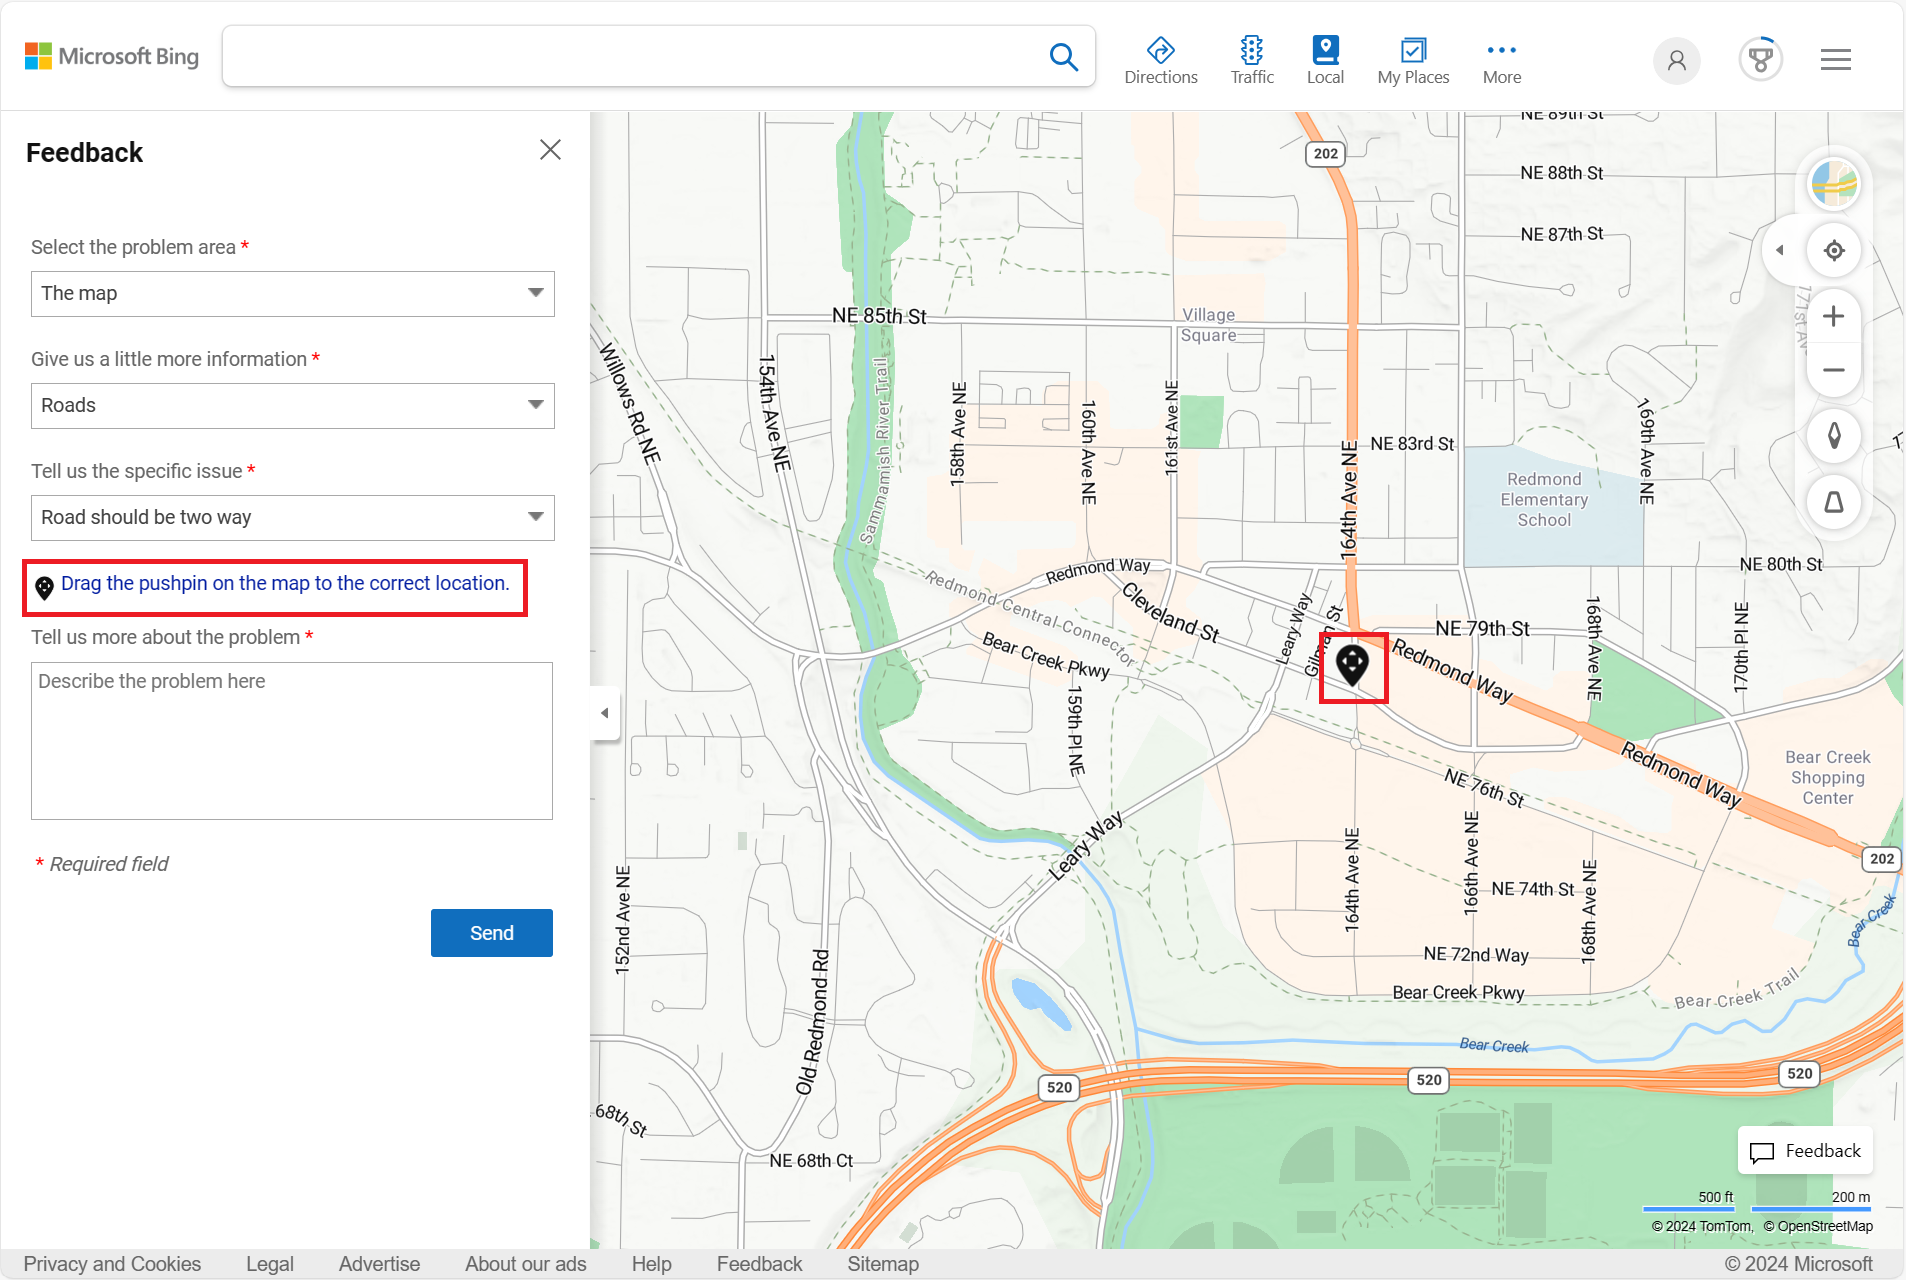 Microsoft Bing
Directions
Traffic
Local
My Places
More
Feedback
Select the problem area *
The map
Give us a little more information *
Roads
Tell us the specific issue *
Road should be two way
Drag the pushpin on the map to the correct location.
Tell us more about the problem *
Describe the problem here
* Required field
Send
NE 89th St
202
NE 88th St
NE 87th St
171st Av
NE 85th St
Village
Square
Willows Rd NE
154th Ave NE
Sammamish River Trail
158th Ave NE
160th Ave NE
161st Ave NE
164th Ave NE
NE 83rd St
169th Ave NE
Redmond
Elementary
School
NE 80th St
Redmond Way
Redmond Central Connector
Cleveland St
Bear Creek Pkwy
Leary Way
Gilman St
NE 79th St
168th Ave NE
170th Pl NE
Redmond Way
159th Pl NE
Redmond Way
Bear Creek
Shopping
Center
NE 76th St
Leary Way
164th Ave NE
166th Ave NE
NE 74th St
168th Ave NE
202
152nd Ave NE
Old Redmond Rd
NE 72nd Way
Bear Creek Pkwy
Bear Creek Trail
Bear Creek
Bear Creek
520
520
520
68th St
NE 68th Ct
Feedback
500 ft
200 m
© 2024 TomTom, © OpenStreetMap
Privacy and Cookies
Legal
Advertise
About our ads
Help
Feedback
Sitemap
© 2024 Microsoft